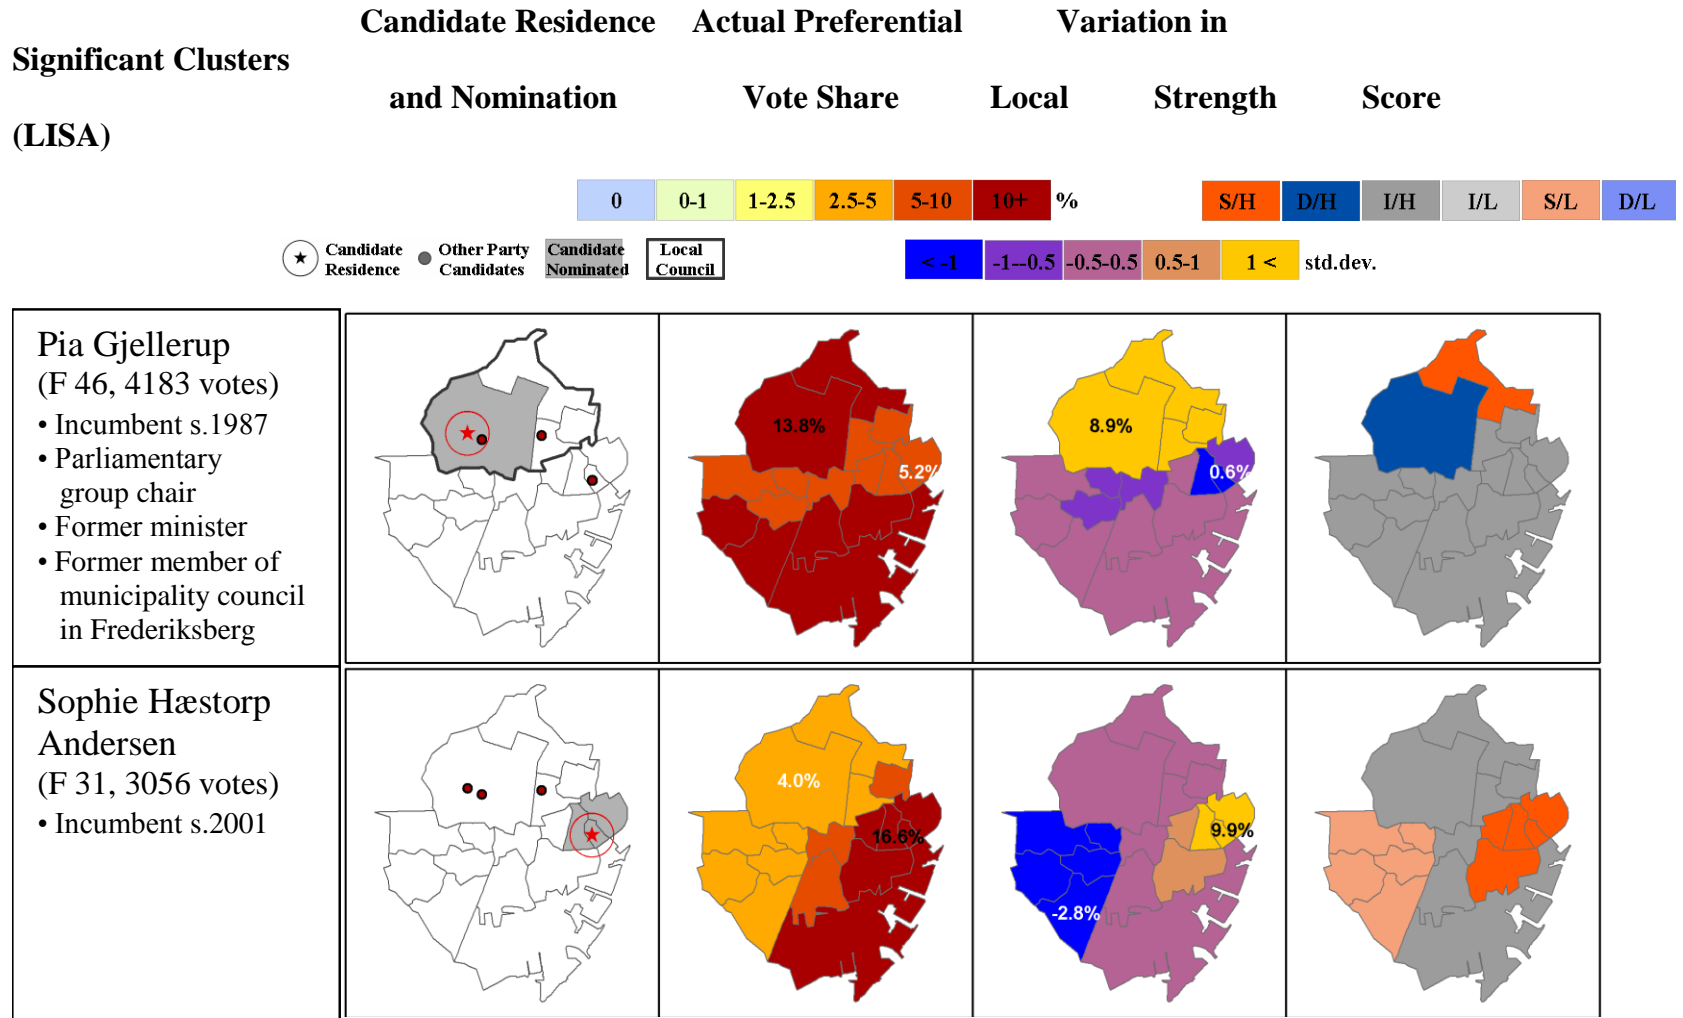 Candidate Residence Actual Preferential Variation in
Significant Clusters
and Nomination Vote Share Local Strength Score
(LISA)
0 0-1 1-2.5 2.5-5 5-10 10+ %
S/H D/H I/H I/L S/L D/L
Candidate Residence
Other Party Candidates
Candidate Nominated
Local Council
< -1 -1--0.5 -0.5-0.5 0.5-1 1 < std.dev.
Pia Gjellerup
(F 46, 4183 votes)
• Incumbent s.1987
• Parliamentary
group chair
• Former minister
• Former member of
municipality council
in Frederiksberg
13.8%
5.2%
8.9%
0.6%
Sophie Hæstorp
Andersen
(F 31, 3056 votes)
• Incumbent s.2001
4.0%
16.6%
9.9%
-2.8%